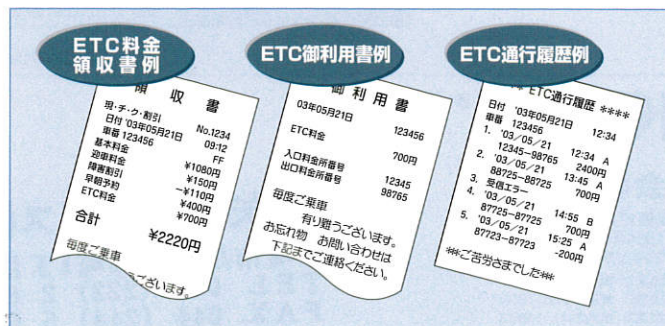 ETC料金
領収書例
領 収 書
No.1234
現・チ・ク・割引
日付 '03年05月21日 09:12
車番 123456 FF
基本料金 ¥1080円
迎車料金 ¥150円
障害割引 -¥110円
早朝予約 ¥400円
ETC料金 ¥700円
合計 ¥2220円
毎度ご乗車
うございます。
ETC御利用書例
御 利 用 書
03年05月21日 123456
ETC料金 700円
入口料金所番号 12345
出口料金所番号 98765
毎度ご乗車
有り難うございます。
お忘れ物 お問い合わせは
下記までご連絡ください。
ETC通行履歴例
** ETC通行履歴 ****
日付 '03年05月21日 12:34
車番 123456
1. '03/05/21 12:34 A
12345-98765 2400円
2. '03/05/21 13:45 A
88725-88725 700円
3. 受信エラー
4. '03/05/21 14:55 B
87725-87725 700円
5. '03/05/21 15:25 A
87723-87723 -200円
***ご苦労さまでした***